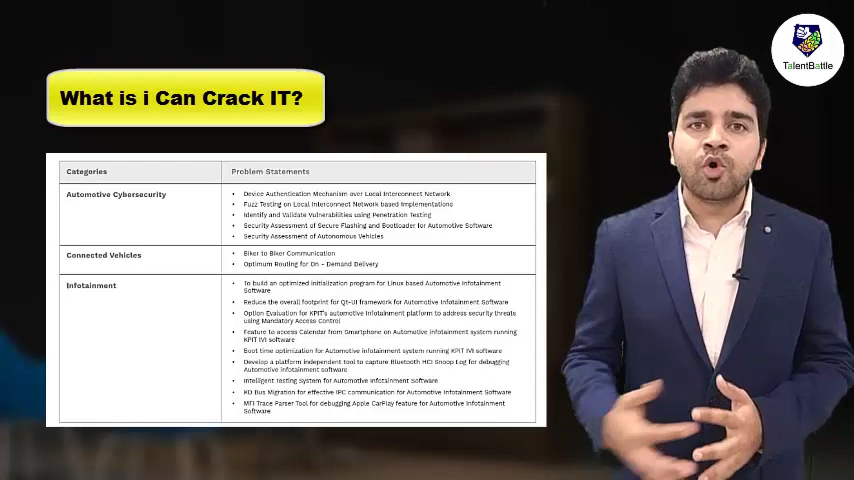 TalentBattle
What is i Can Crack IT?
Categories
Problem Statements
Automotive Cybersecurity
• Device Authentication Mechanism over Local Interconnect Network
• Fuzz Testing on Local Interconnect Network based Implementations
• Identify and Validate Vulnerabilities using Penetration Testing
• Security Assessment of Secure Flashing and Bootloader for Automotive Software
• Security Assessment of Autonomous Vehicles
Connected Vehicles
• Biker to Biker Communication
• Optimum Routing for On - Demand Delivery
Infotainment
• To build an optimized initialization program for Linux based Automotive Infotainment
Software
• Reduce the overall footprint for Qt-UI framework for Automotive Infotainment Software
• Option Evaluation for KPIT's automotive Infotainment platform to address security threats
using Mandatory Access Control
• Feature to access Calendar from Smartphone on Automotive infotainment system running
KPIT IVI software
• Boot time optimization for Automotive infotainment system running KPIT IVI software
• Develop a platform independent tool to capture Bluetooth HCI Snoop Log for debugging
Automotive infotainment software
• Intelligent Testing System for Automotive Infotainment Software
• KD Bus Migration for effective IPC communication for Automotive Infotainment Software
• MFI Trace Parser Tool for debugging Apple CarPlay feature for Automotive Infotainment
Software